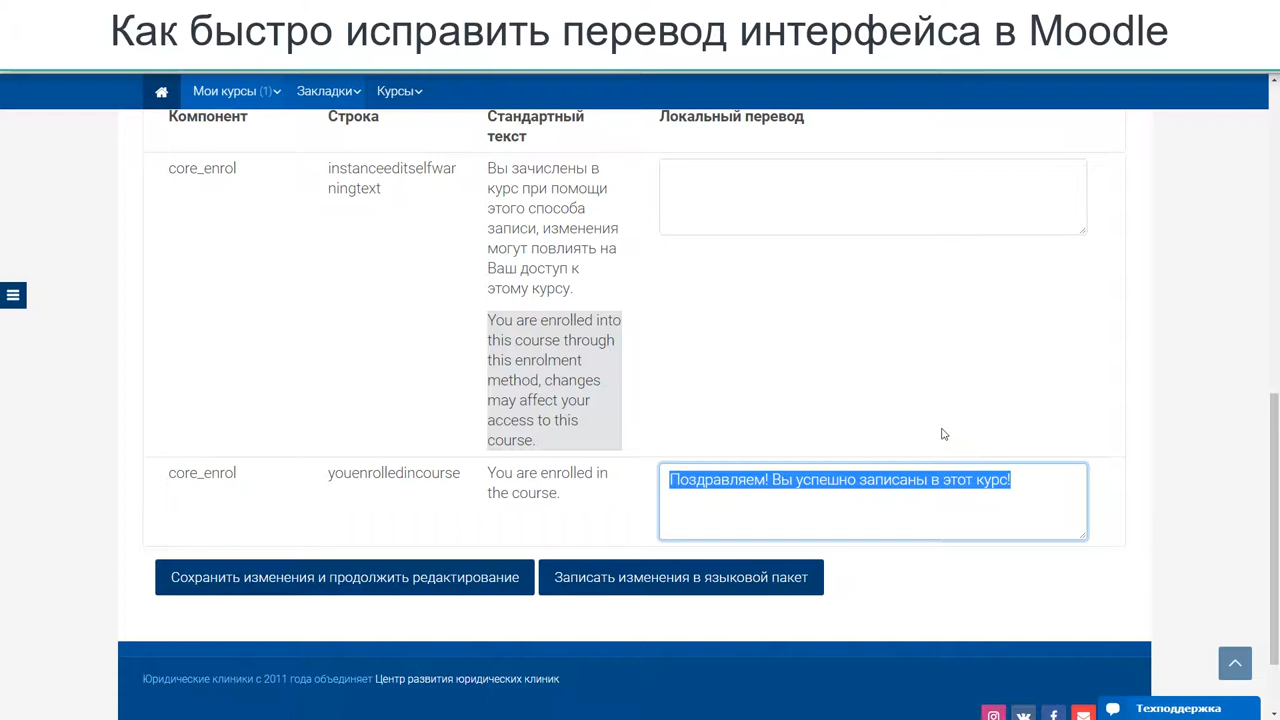 Как быстро исправить перевод интерфейса в Moodle
Мои курсы (1) Закладки Курсы
Компонент Строка Стандартный Локальный перевод
текст
core_enrol instanceeditselfwar Вы зачислены в
ningtext курс при помощи
этого способа
записи, изменения
могут повлиять на
Ваш доступ к
этому курсу.
You are enrolled into
this course through
this enrolment
method, changes
may affect your
access to this
course.
core_enrol youenrolledincourse You are enrolled in Поздравляем! Вы успешно записаны в этот курс!
the course.
Сохранить изменения и продолжить редактирование Записать изменения в языковой пакет
Юридические клиники с 2011 года объединяет Центр развития юридических клиник
Техподдержка